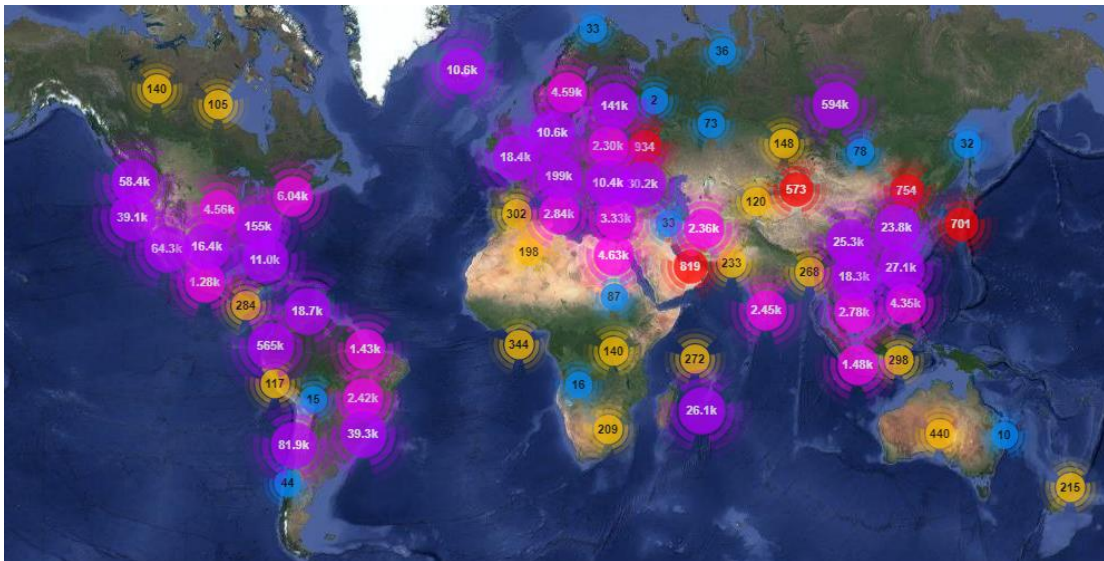 33
36
10.6k
140
4.59k
2
594k
105
141k
73
10.6k
2.30k
934
148
78
32
18.4k
199k
10.4k
30.2k
58.4k
573
754
6.04k
120
4.56k
302
2.84k
3.33k
33
39.1k
155k
2.36k
701
23.8k
64.3k
16.4k
198
4.63k
25.3k
11.0k
819
233
268
27.1k
18.3k
1.28k
284
87
18.7k
2.45k
2.78k
4.35k
565k
1.43k
344
140
272
1.48k
298
117
16
15
2.42k
26.1k
209
39.3k
440
10
81.9k
44
215